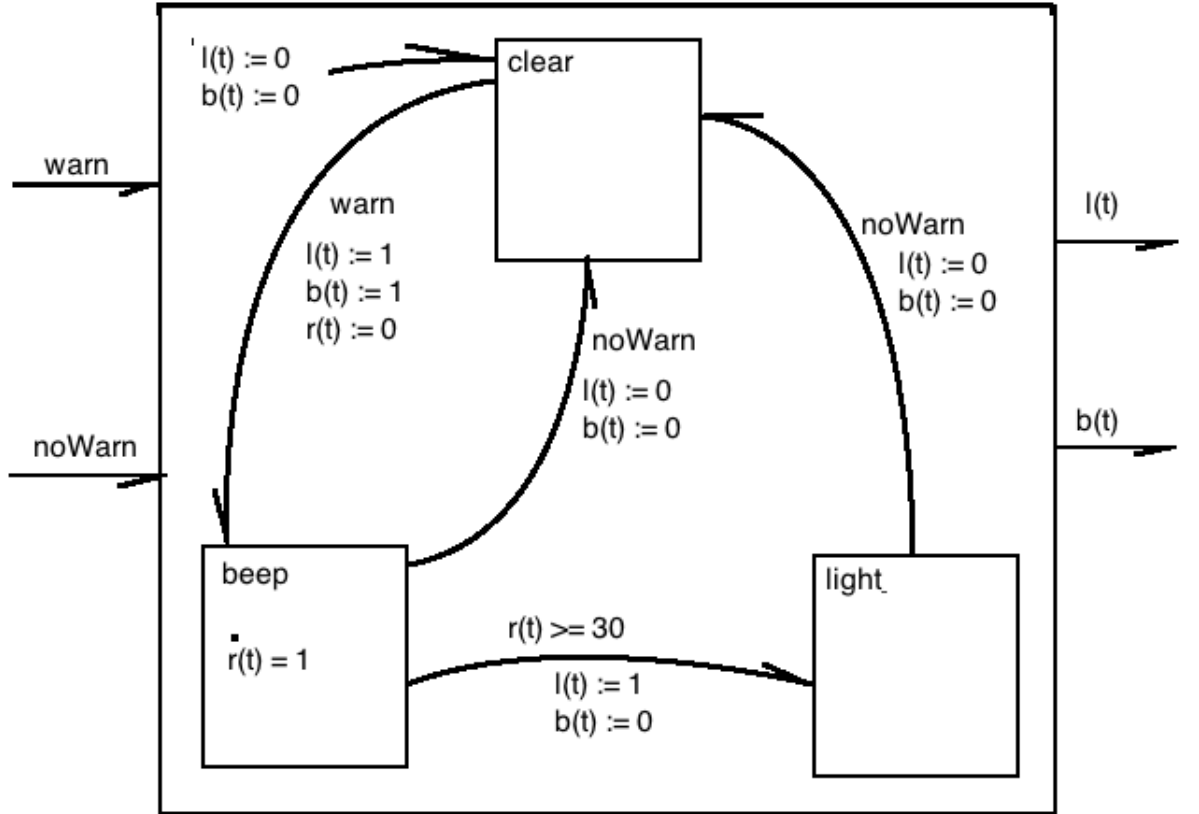 l(t) := 0
b(t) := 0
clear
warn
warn
l(t) := 1
b(t) := 1
r(t) := 0
noWarn
l(t) := 0
b(t) := 0
l(t)
noWarn
l(t) := 0
b(t) := 0
noWarn
b(t)
beep
ṙ(t) = 1
r(t) >= 30
l(t) := 1
b(t) := 0
light